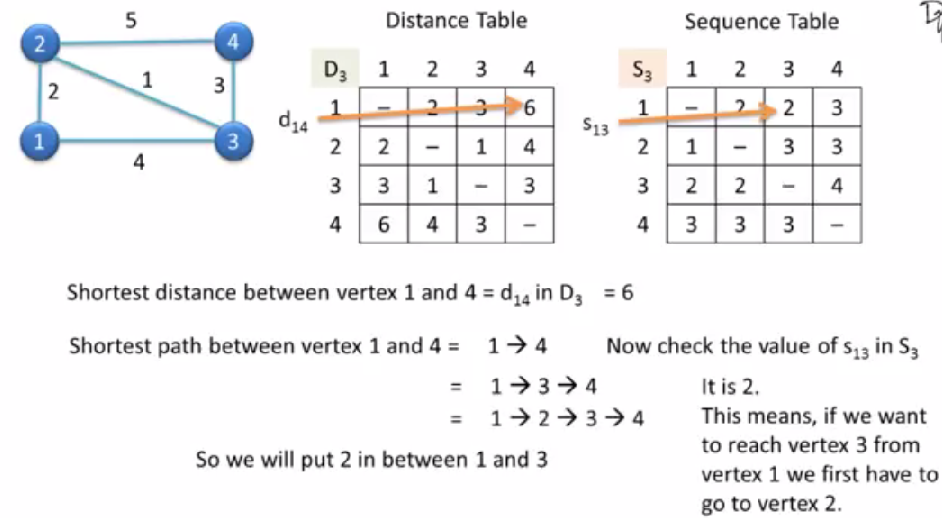 5
Distance Table
Sequence Table
2
4
D₃ 1 2 3 4
S₃ 1 2 3 4
2
1
3
d₁₄
1 – 2 3 6
s₁₃
1 – 2 2 3
1
3
2 2 – 1 4
2 1 – 3 3
4
3 3 1 – 3
3 2 2 – 4
4 6 4 3 –
4 3 3 3 –
Shortest distance between vertex 1 and 4 = d₁₄ in D₃ = 6
Shortest path between vertex 1 and 4 = 1 → 4
Now check the value of s₁₃ in S₃
= 1 → 3 → 4
It is 2.
= 1 → 2 → 3 → 4
This means, if we want
to reach vertex 3 from
So we will put 2 in between 1 and 3
vertex 1 we first have to
go to vertex 2.